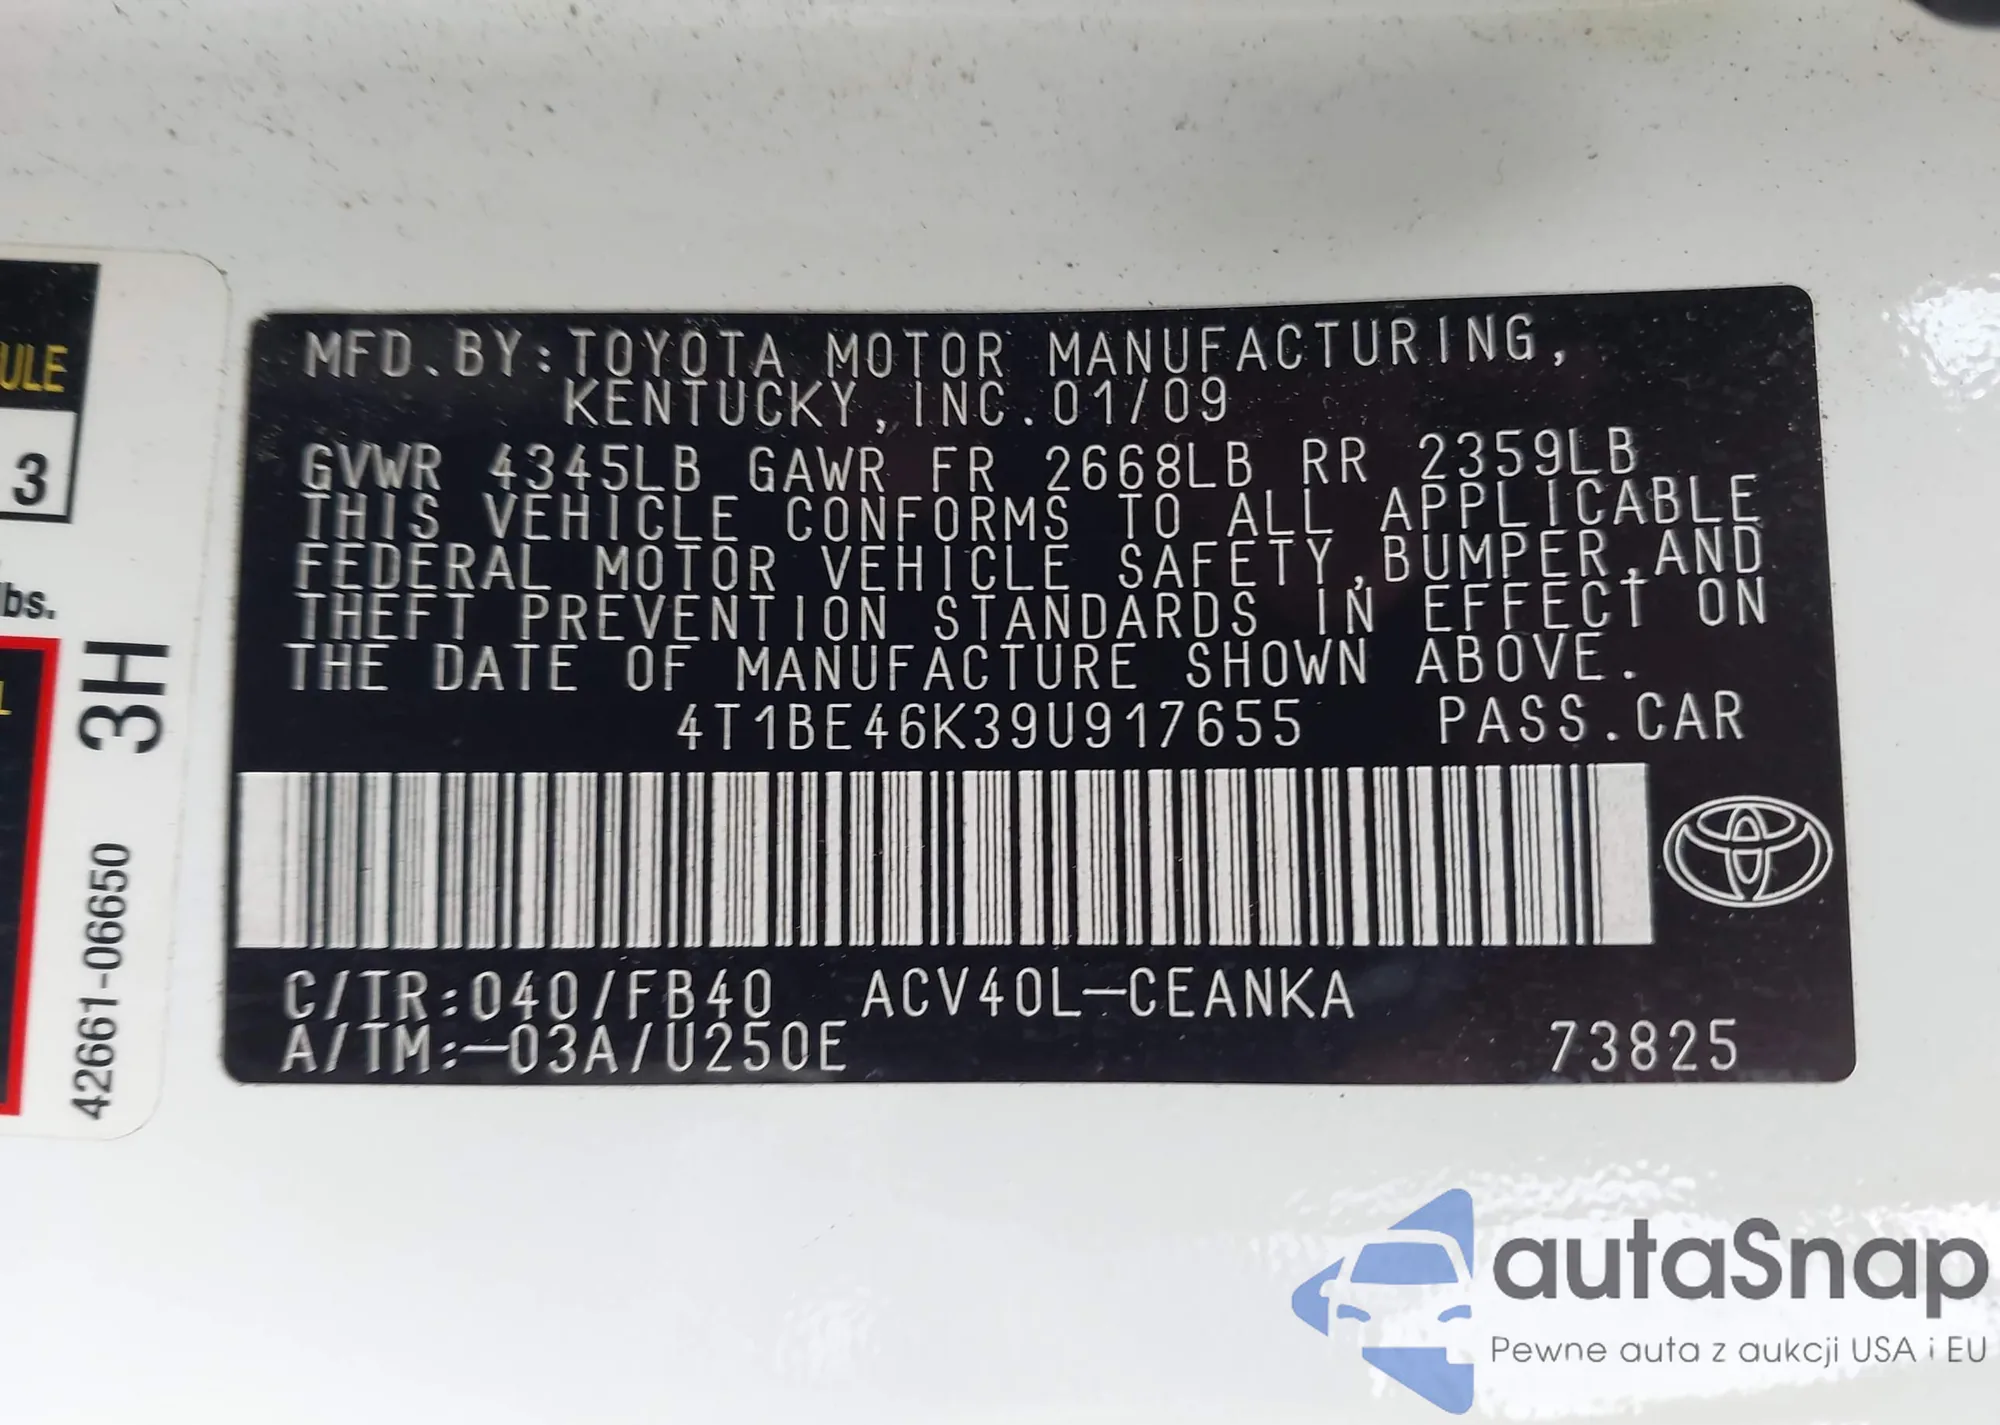 MFD.BY:TOYOTA MOTOR MANUFACTURING,
KENTUCKY,INC.01/09
GVWR 4345LB GAWR FR 2668LB RR 2359LB
THIS VEHICLE CONFORMS TO ALL APPLICABLE
FEDERAL MOTOR VEHICLE SAFETY,BUMPER,AND
THEFT PREVENTION STANDARDS IN EFFECT ON
THE DATE OF MANUFACTURE SHOWN ABOVE.
4T1BE46K39U917655 PASS.CAR
C/TR:040/FB40 ACV40L-CEANKA
A/TM:-03A/U250E 73825
ULE
3
lbs.
L
3H
42661-06650
autaSnap
Pewne auta z aukcji USA i EU